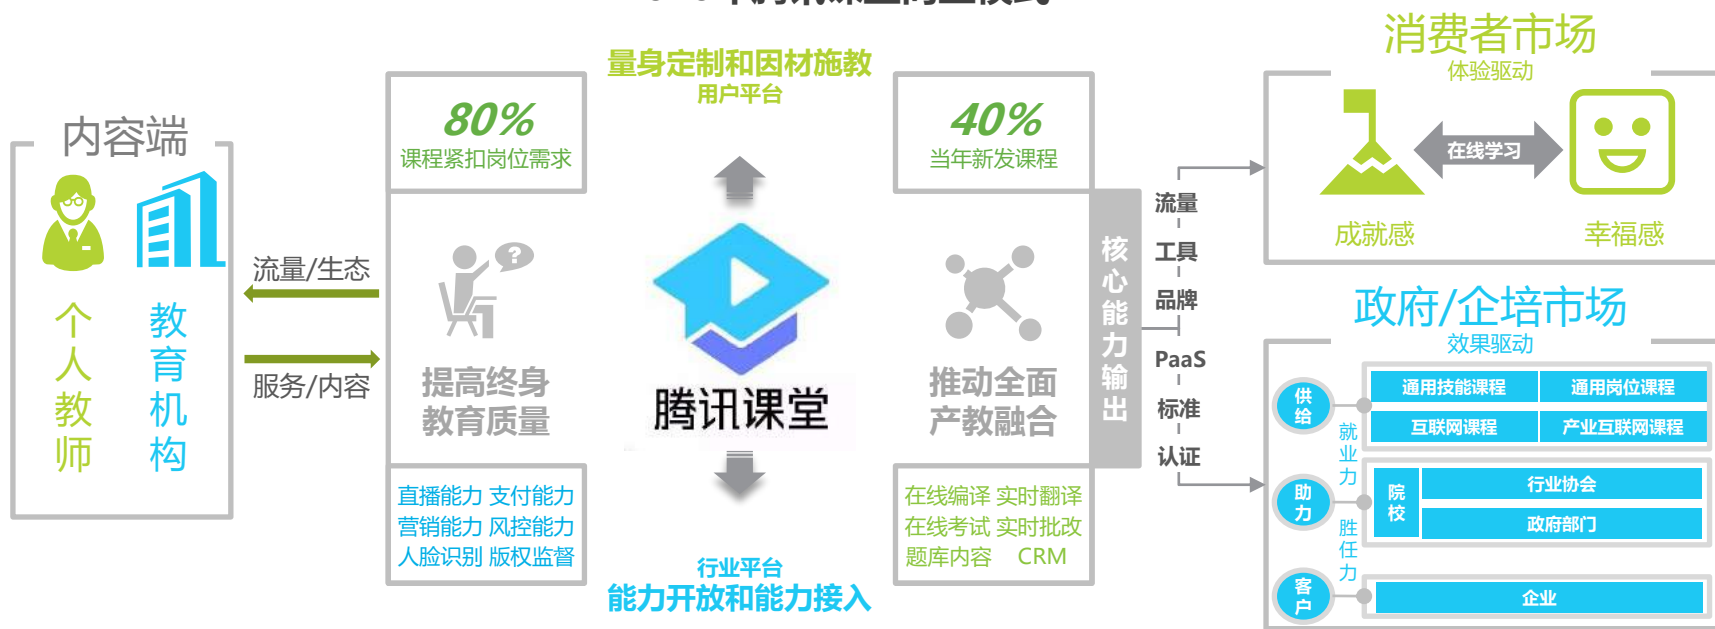 内容端
个人教师
教育机构
流量/生态
服务/内容
80%
课程紧扣岗位需求
提高终身
教育质量
直播能力 支付能力
营销能力 风控能力
人脸识别 版权监督
量身定制和因材施教
用户平台
?
腾讯课堂
行业平台
能力开放和能力接入
40%
当年新发课程
推动全面
产教融合
在线编译 实时翻译
在线考试 实时批改
题库内容 CRM
核心能力输出
流量
工具
品牌
PaaS
标准
认证
消费者市场
体验驱动
在线学习
成就感
幸福感
政府/企培市场
效果驱动
供给
就业力
助力
胜任力
客户
通用技能课程
通用岗位课程
互联网课程
产业互联网课程
院校
行业协会
政府部门
企业